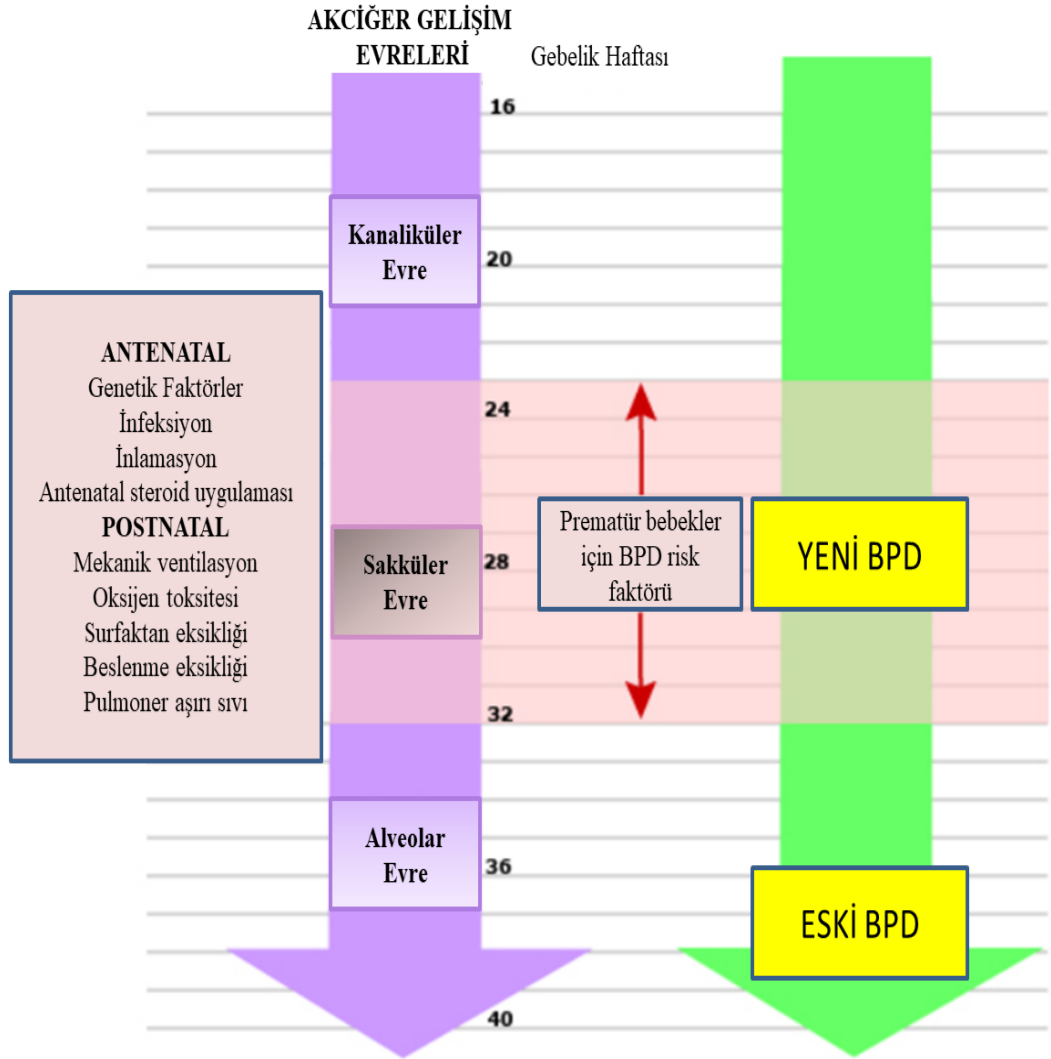 AKCİĞER GELİŞİM
EVRELERİ
Gebelik Haftası
16
Kanaliküler
Evre
20
ANTENATAL
Genetik Faktörler
İnfeksiyon
İnlamasyon
Antenatal steroid uygulaması
POSTNATAL
Mekanik ventilasyon
Oksijen toksitesi
Surfaktan eksikliği
Beslenme eksikliği
Pulmoner aşırı sıvı
24
Sakküler
Evre
28
Prematür bebekler
için BPD risk
faktörü
YENİ BPD
32
Alveolar
Evre
36
ESKİ BPD
40